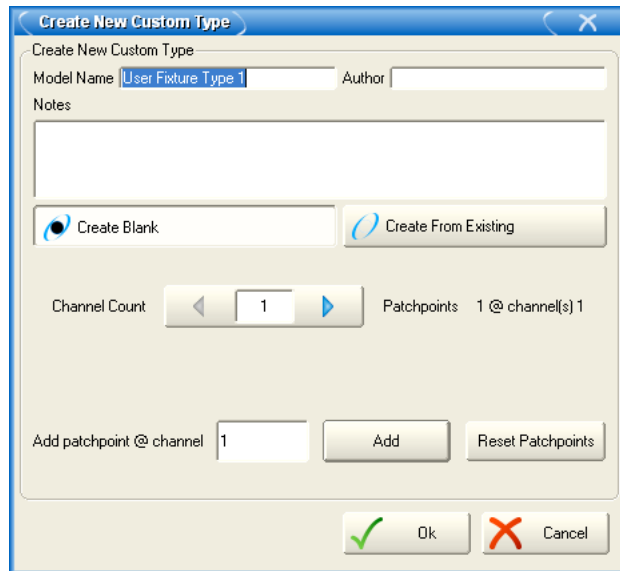 Create New Custom Type
Create New Custom Type
Model Name User Fixture Type 1 Author
Notes
Create Blank Create From Existing
Channel Count 1 Patchpoints 1 @ channel(s) 1
Add patchpoint @ channel 1 Add Reset Patchpoints
Ok Cancel